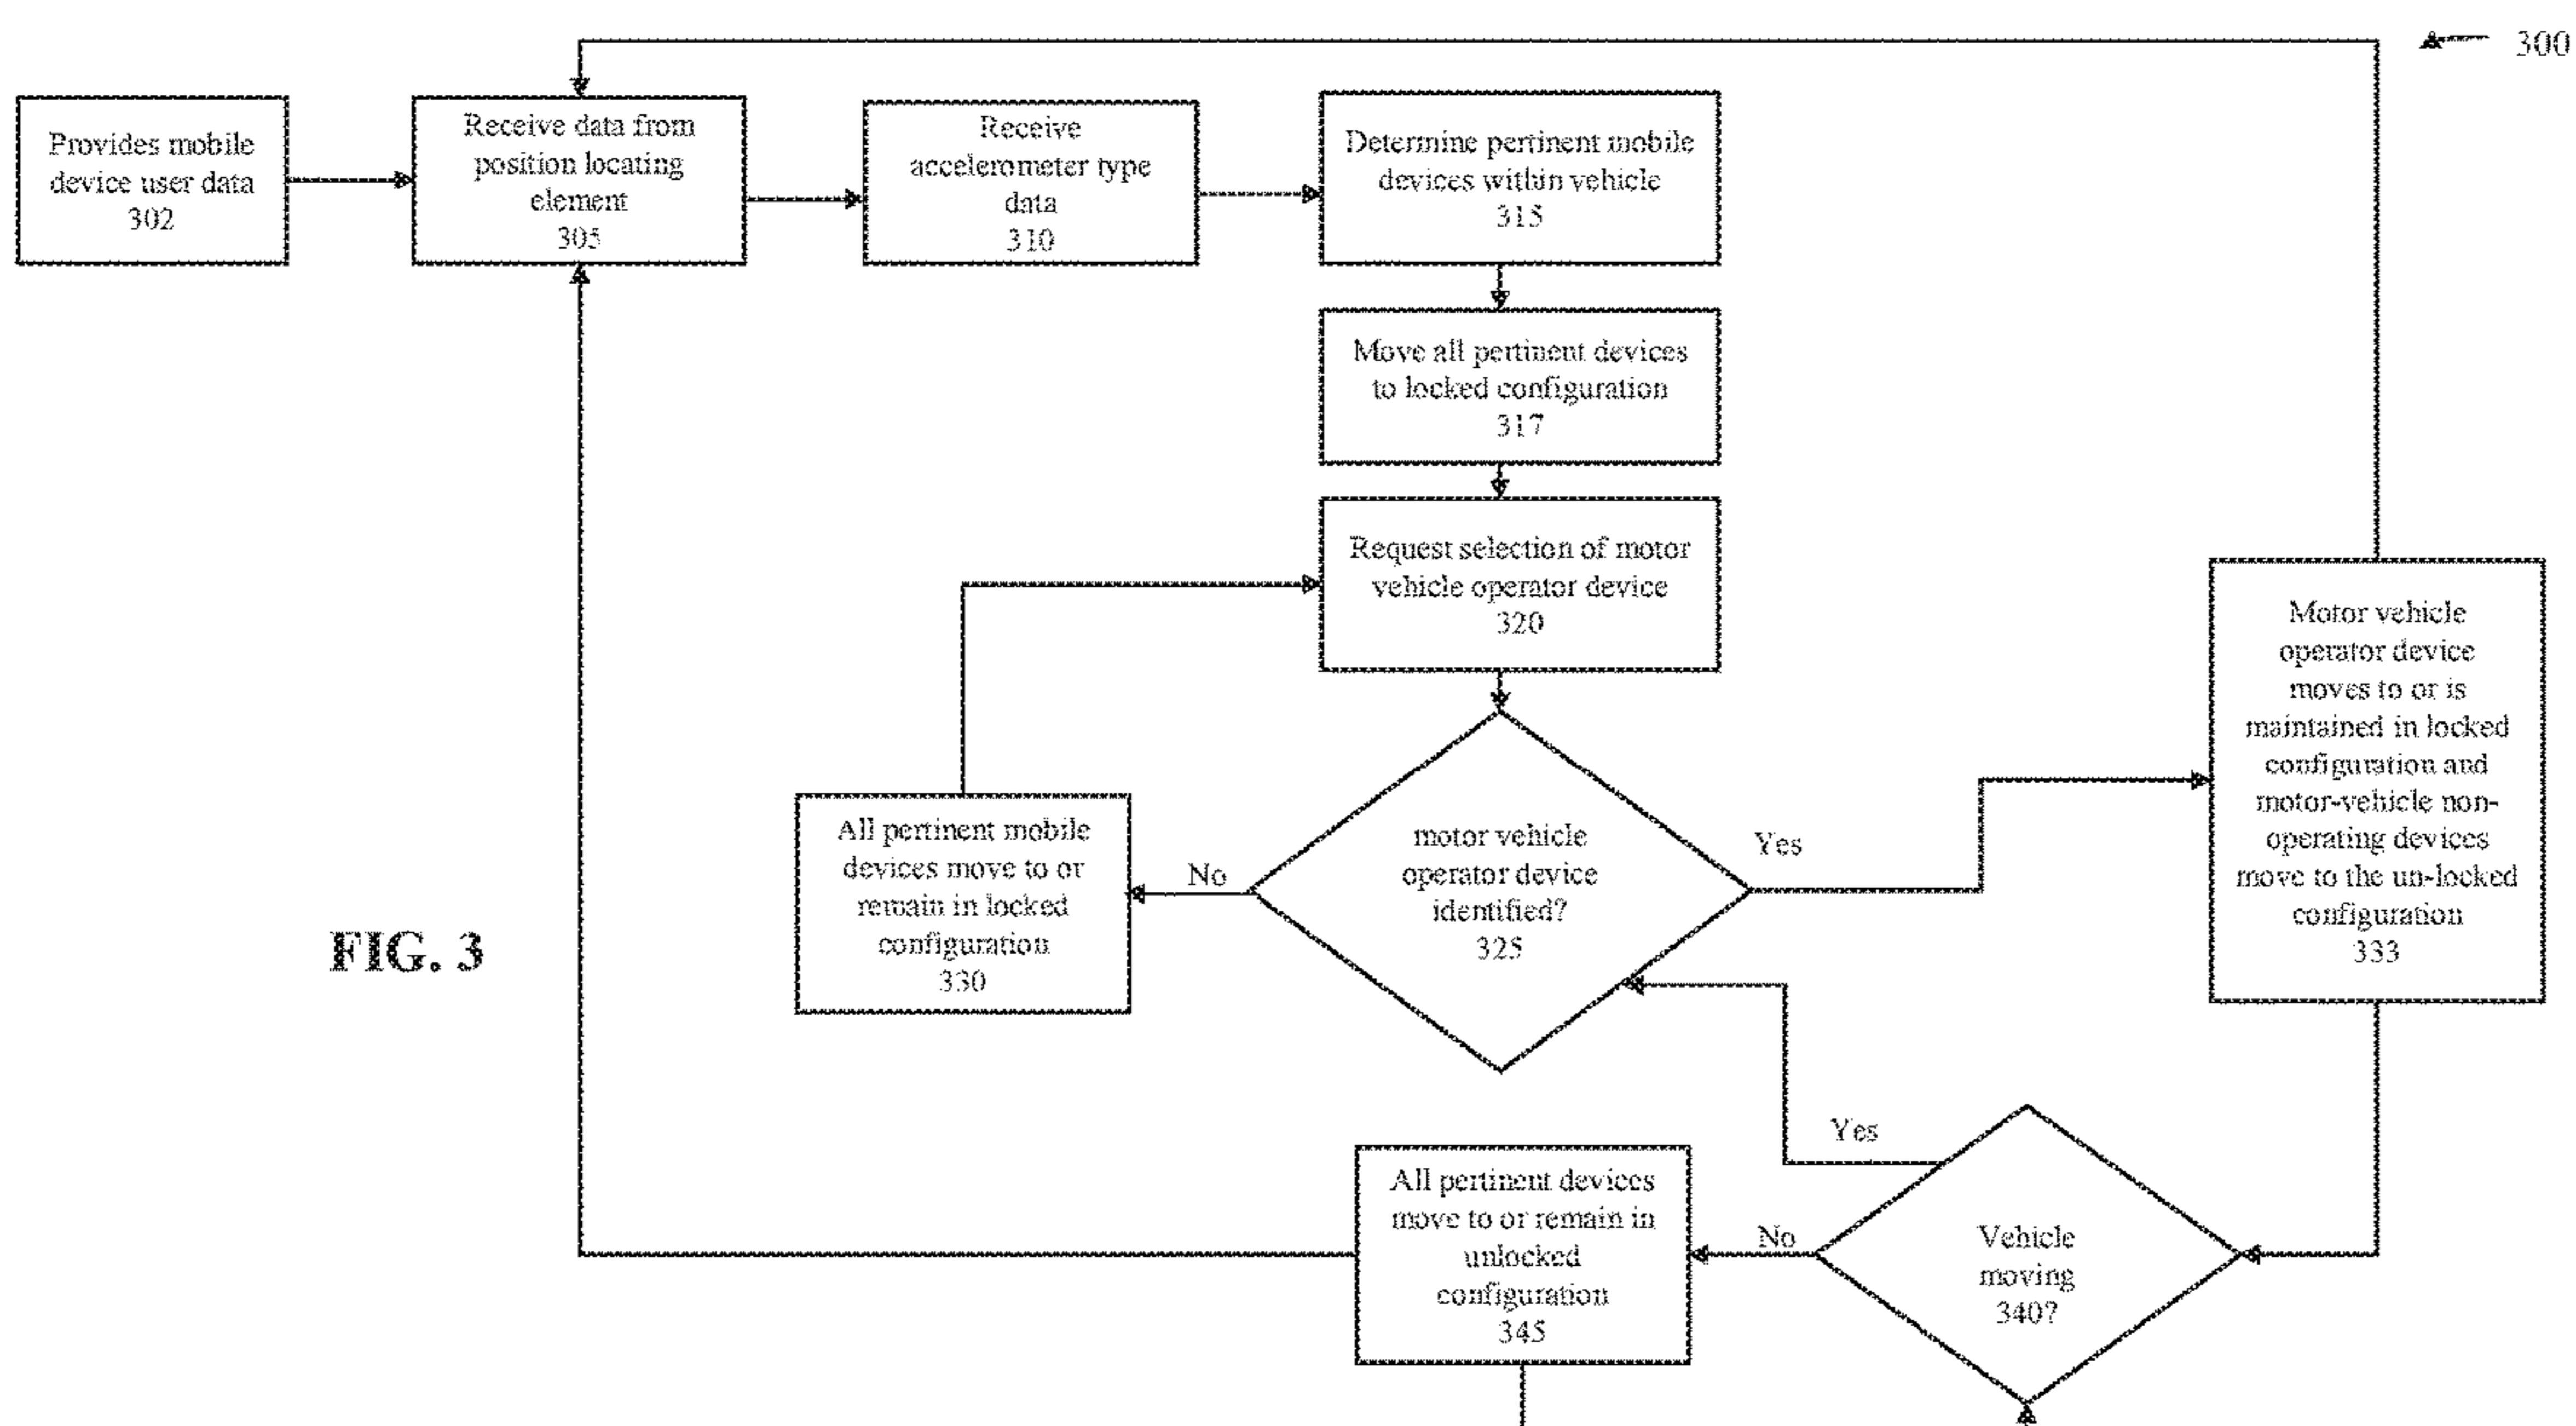 300
Provides mobile
device user data
302
Receive data from
position locating
element
305
Receive
accelerometer type
data
310
Determine pertinent mobile
devices within vehicle
315
Move all pertinent devices
to locked configuration
317
Request selection of motor
vehicle operator device
320
motor vehicle
operator device
identified?
325
No
Yes
All pertinent mobile
devices move to or
remain in locked
configuration
330
Motor vehicle
operator device
moves to or is
maintained in locked
configuration and
motor-vehicle non-
operating devices
move to the un-locked
configuration
333
FIG. 3
Yes
No
Vehicle
moving
340?
All pertinent devices
move to or remain in
unlocked
configuration
345